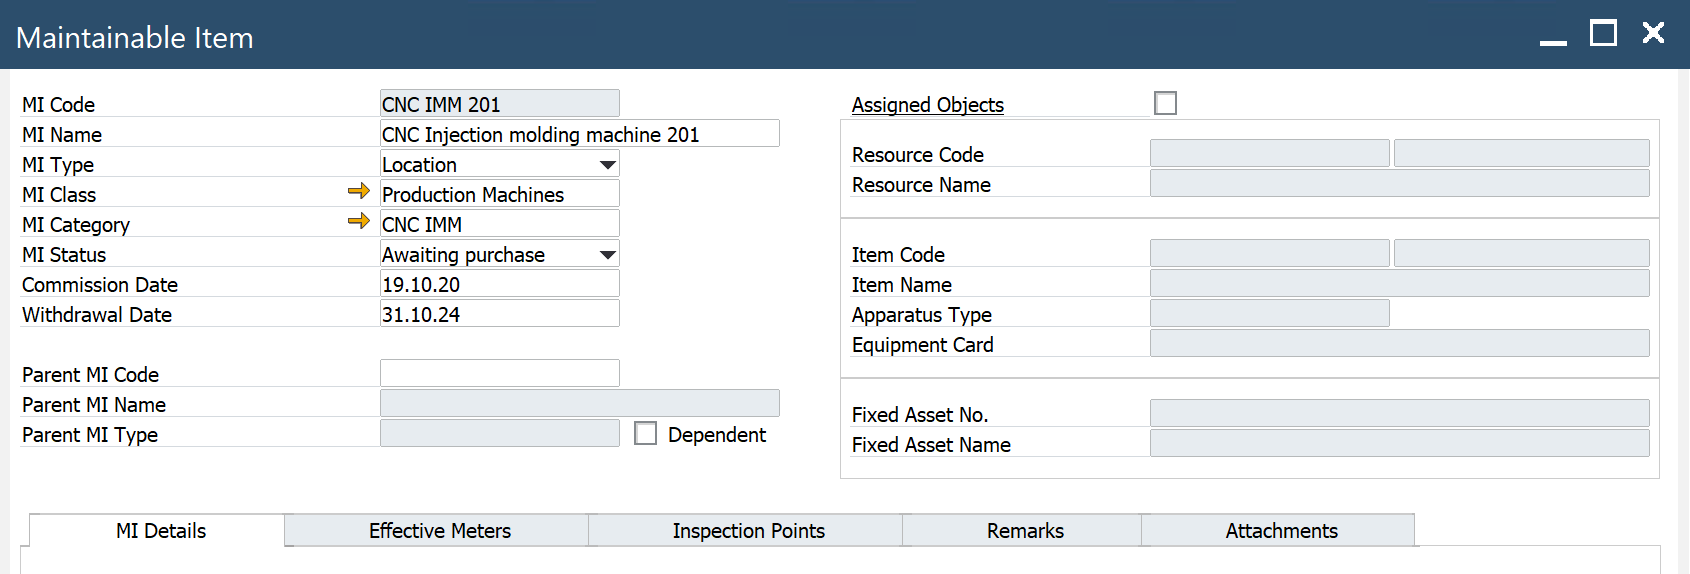 Maintainable Item
MI Code CNC IMM 201
MI Name CNC Injection molding machine 201
MI Type Location
MI Class Production Machines
MI Category CNC IMM
MI Status Awaiting purchase
Commission Date 19.10.20
Withdrawal Date 31.10.24
Parent MI Code
Parent MI Name
Parent MI Type Dependent
Assigned Objects
Resource Code
Resource Name
Item Code
Item Name
Apparatus Type
Equipment Card
Fixed Asset No.
Fixed Asset Name
MI Details Effective Meters Inspection Points Remarks Attachments